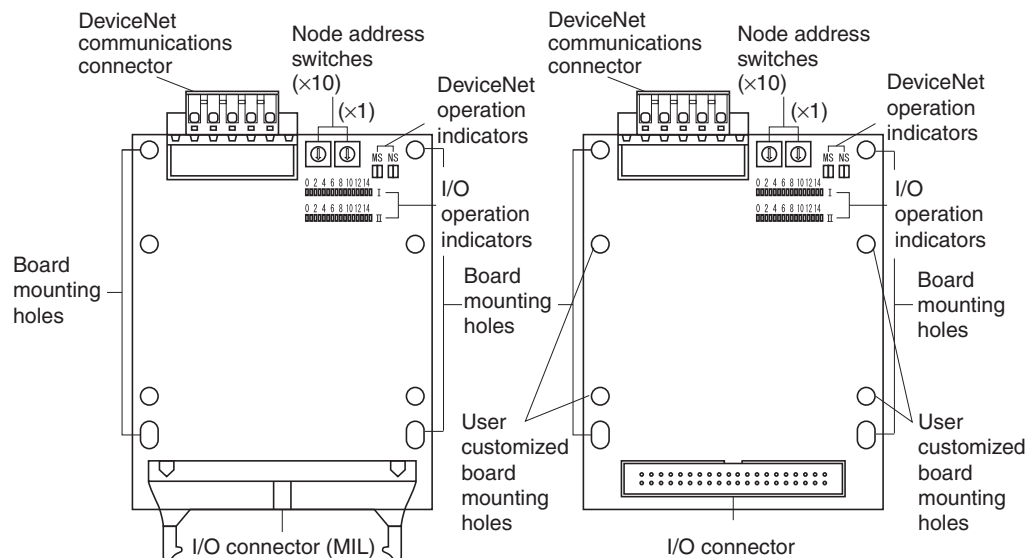 DeviceNet
communications
connector
Node address
switches
(×10)
(×1)
DeviceNet
operation
indicators
MS NS
0 2 4 6 8 10 12 14
I
0 2 4 6 8 10 12 14
II
I/O
operation
indicators
Board
mounting
holes
Board
mounting
holes
User
customized
board
mounting
holes
I/O connector (MIL)
DeviceNet
communications
connector
Node address
switches
(×10)
(×1)
DeviceNet
operation
indicators
MS NS
0 2 4 6 8 10 12 14
I
0 2 4 6 8 10 12 14
II
I/O
operation
indicators
Board
mounting
holes
User
customized
board
mounting
holes
I/O connector